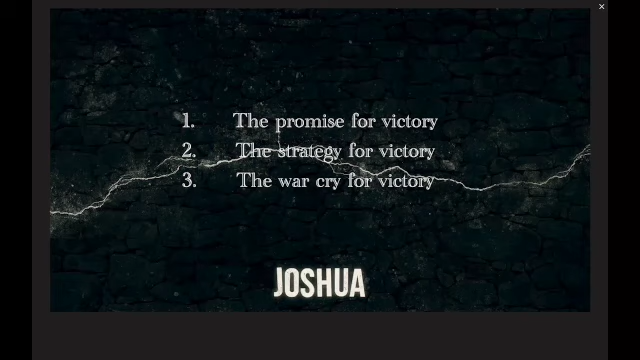 1. The promise for victory
2. The strategy for victory
3. The war cry for victory
JOSHUA